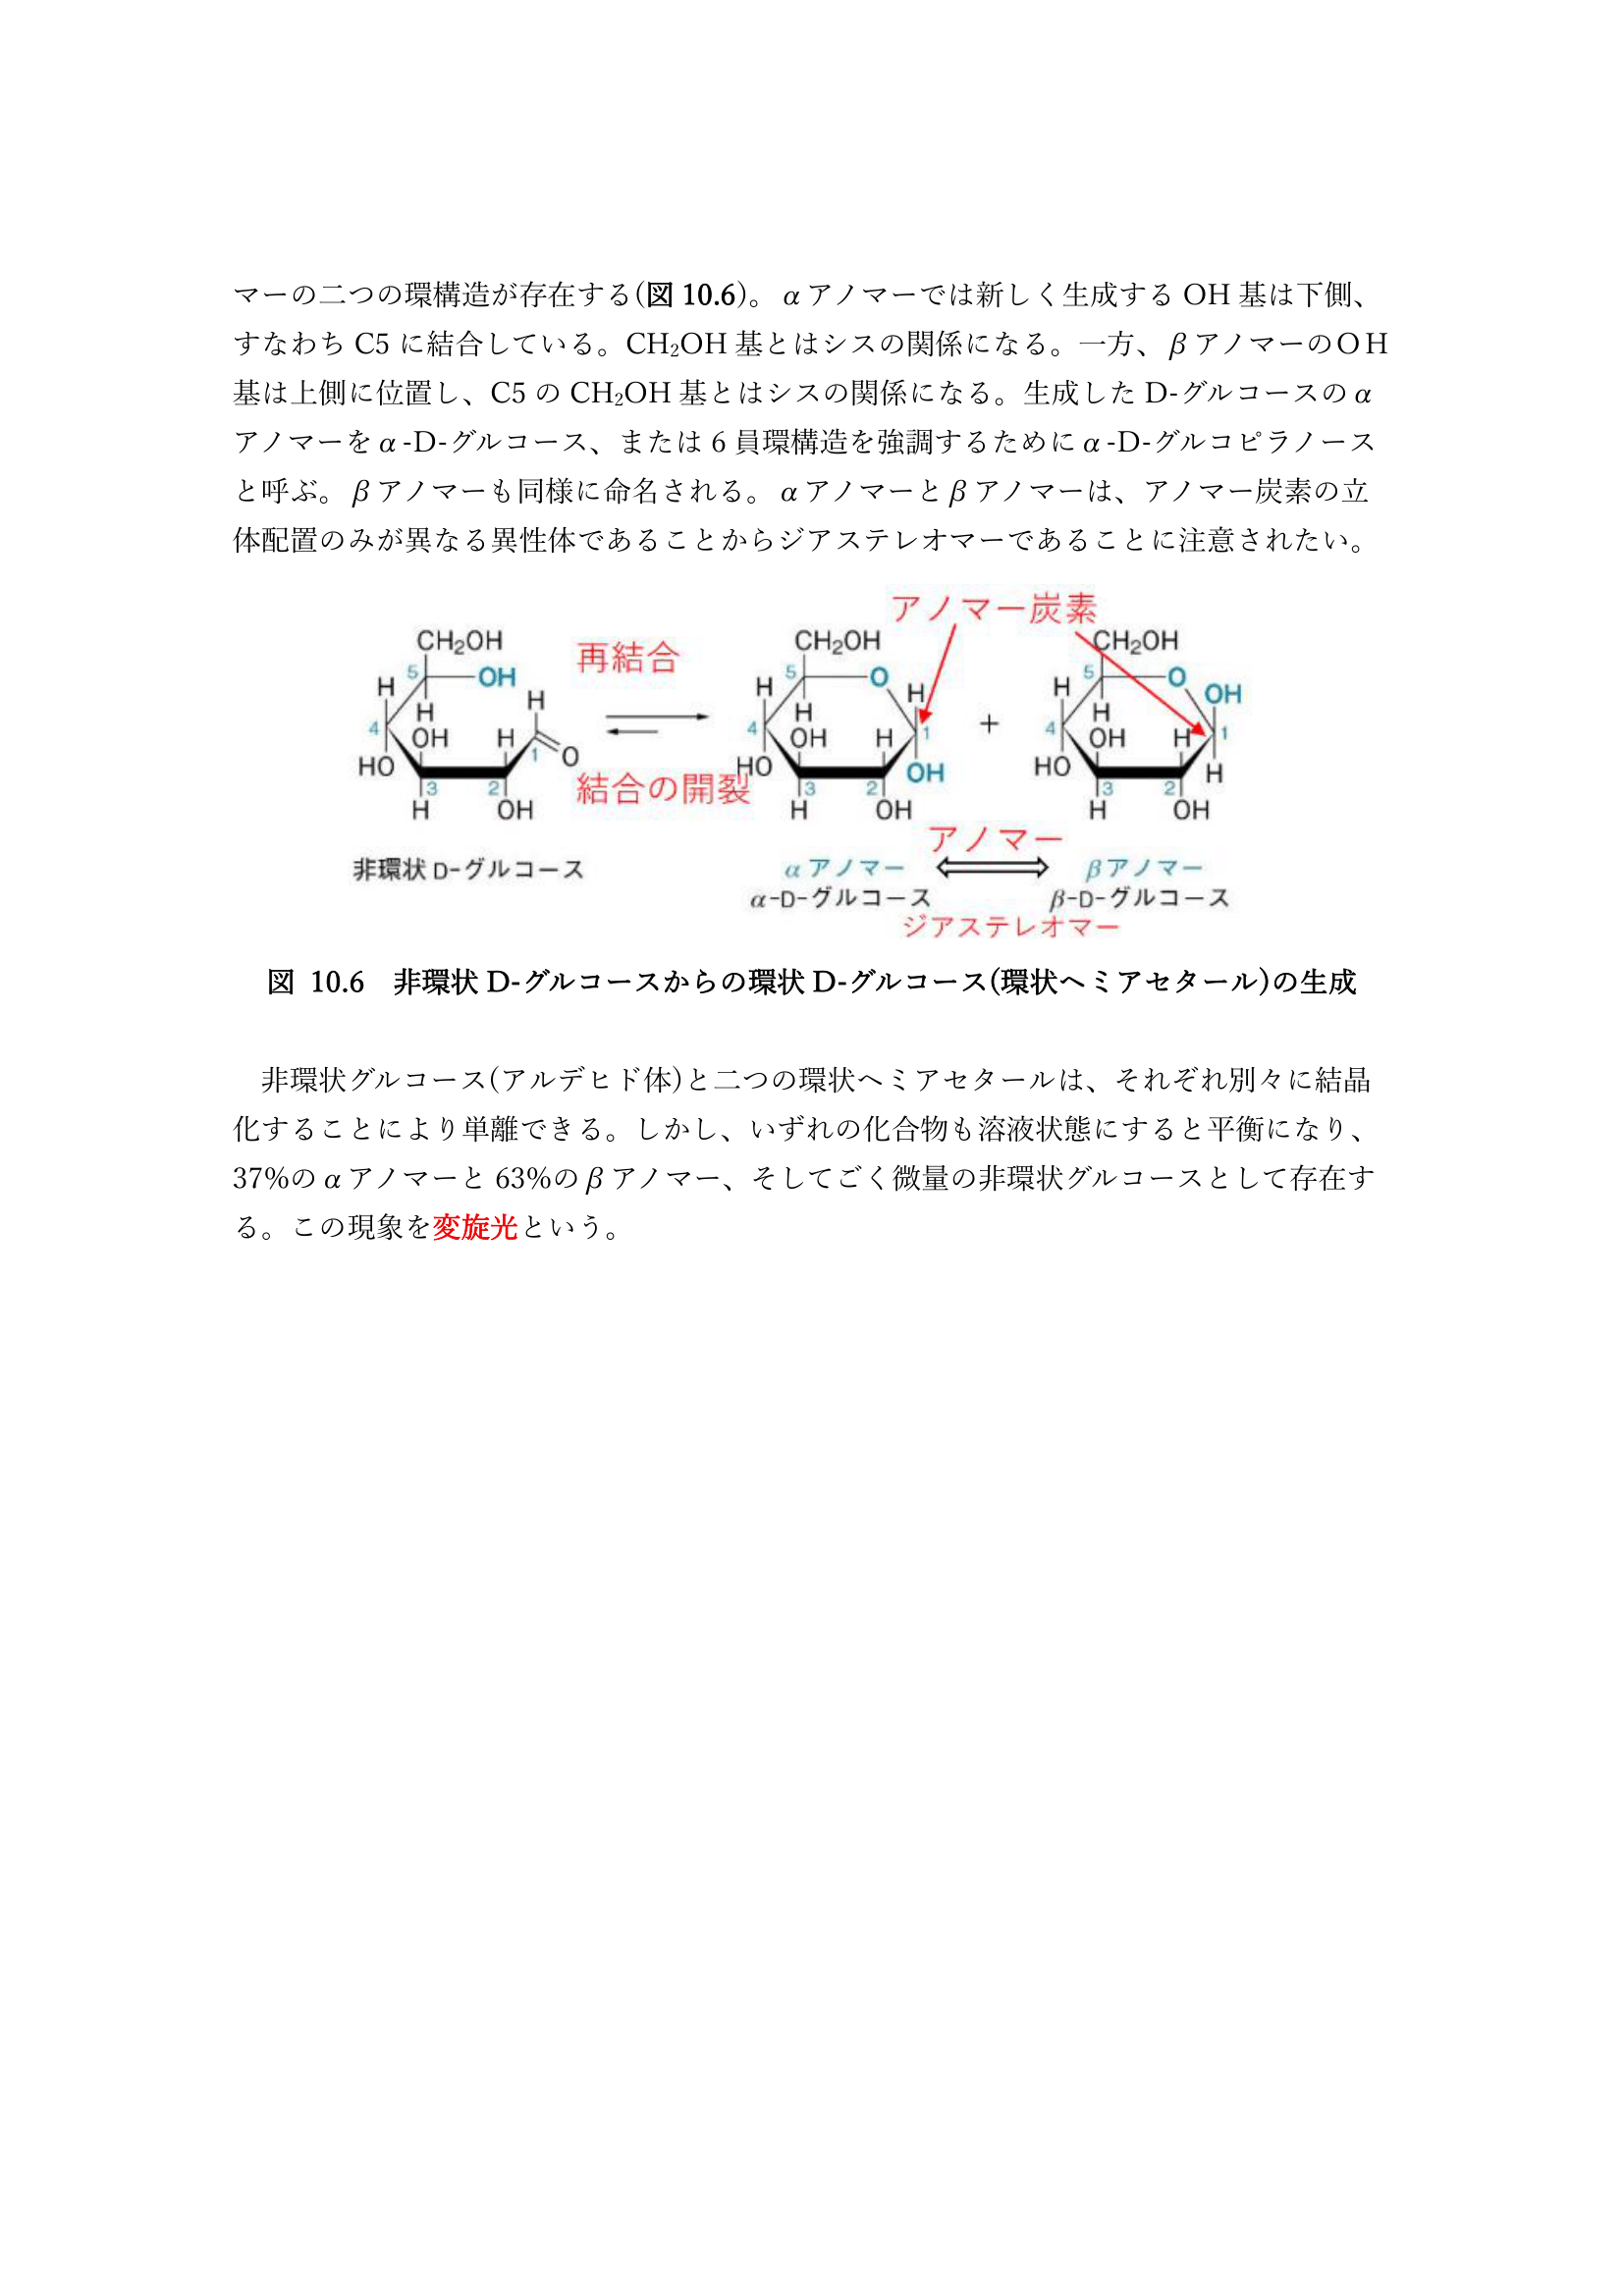 マーの二つの環構造が存在する(図 10.6)。α アノマーでは新しく生成する OH 基は下側、
すなわち C5 に結合している。CH₂OH 基とはシスの関係になる。一方、β アノマーのＯＨ
基は上側に位置し、C5 の CH₂OH 基とはシスの関係になる。生成した D-グルコースの α
アノマーを α -D-グルコース、または 6 員環構造を強調するために α -D-グルコピラノース
と呼ぶ。β アノマーも同様に命名される。α アノマーと β アノマーは、アノマー炭素の立
体配置のみが異なる異性体であることからジアステレオマーであることに注意されたい。
アノマー炭素
CH₂OH
5
OH
H
H
H
4
OH
H
1
O
HO
3
2
H
OH
再結合
結合の開裂
CH₂OH
5
O
H
H
H
4
OH
H
1
HO
OH
3
2
H
OH
+
CH₂OH
5
O
OH
H
H
4
OH
H
1
HO
H
3
2
H
OH
アノマー
非環状 D-グルコース
α アノマー
β アノマー
α-D-グルコース
β-D-グルコース
ジアステレオマー
図 10.6 非環状 D-グルコースからの環状 D-グルコース(環状ヘミアセタール)の生成
非環状グルコース(アルデヒド体)と二つの環状ヘミアセタールは、それぞれ別々に結晶
化することにより単離できる。しかし、いずれの化合物も溶液状態にすると平衡になり、
37%の α アノマーと 63%の β アノマー、そしてごく微量の非環状グルコースとして存在す
る。この現象を変旋光という。